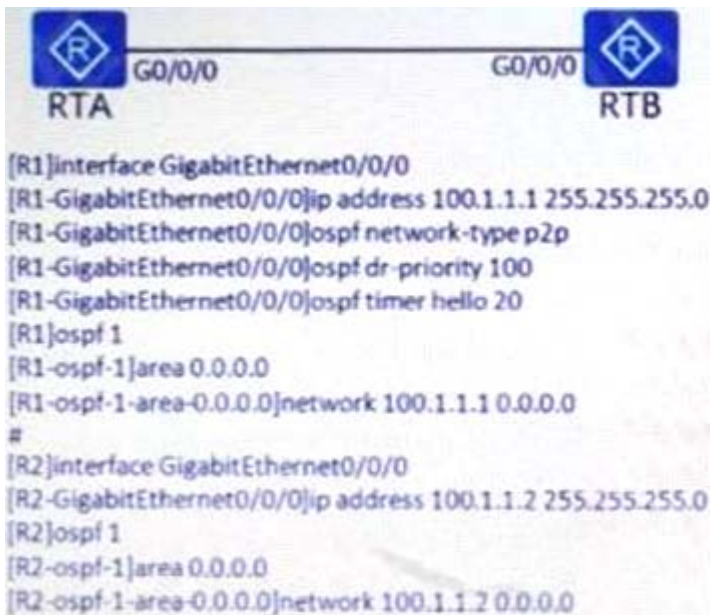 G0/0/0 G0/0/0
RTA RTB
[R1]interface GigabitEthernet0/0/0
[R1-GigabitEthernet0/0/0]ip address 100.1.1.1 255.255.255.0
[R1-GigabitEthernet0/0/0]ospf network-type p2p
[R1-GigabitEthernet0/0/0]ospf dr-priority 100
[R1-GigabitEthernet0/0/0]ospf timer hello 20
[R1]ospf 1
[R1-ospf-1]area 0.0.0.0
[R1-ospf-1-area-0.0.0.0]network 100.1.1.1 0.0.0.0
#
[R2]interface GigabitEthernet0/0/0
[R2-GigabitEthernet0/0/0]ip address 100.1.1.2 255.255.255.0
[R2]ospf 1
[R2-ospf-1]area 0.0.0.0
[R2-ospf-1-area-0.0.0.0]network 100.1.1.2 0.0.0.0
R R